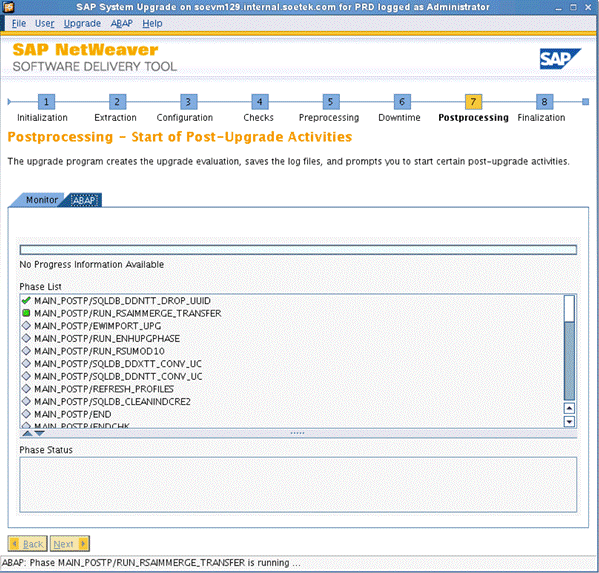 SAP System Upgrade on soevm129.internal.soetek.com for PRD logged as Administrator
File User Upgrade ABAP Help
SAP NetWeaver
SOFTWARE DELIVERY TOOL
SAP
1 2 3 4 5 6 7 8
Initialization Extraction Configuration Checks Preprocessing Downtime Postprocessing Finalization
Postprocessing - Start of Post-Upgrade Activities
The upgrade program creates the upgrade evaluation, saves the log files, and prompts you to start certain post-upgrade activities.
Monitor ABAP
No Progress Information Available
Phase List
MAIN_POSTP/SQLDB_DDNTT_DROP_UUID
MAIN_POSTP/RUN_RSAIMMERGE_TRANSFER
MAIN_POSTP/EWIMPORT_UPG
MAIN_POSTP/RUN_ENHUPGPHASE
MAIN_POSTP/RUN_RSUMOD10
MAIN_POSTP/SQLDB_DDXTT_CONV_UC
MAIN_POSTP/SQLDB_DDNTT_CONV_UC
MAIN_POSTP/REFRESH_PROFILES
MAIN_POSTP/SQLDB_CLEANINDCRE2
MAIN_POSTP/END
MAIN_POSTP/ENDCHK
Phase Status
Back Next
ABAP: Phase MAIN_POSTP/RUN_RSAIMMERGE_TRANSFER is running ...